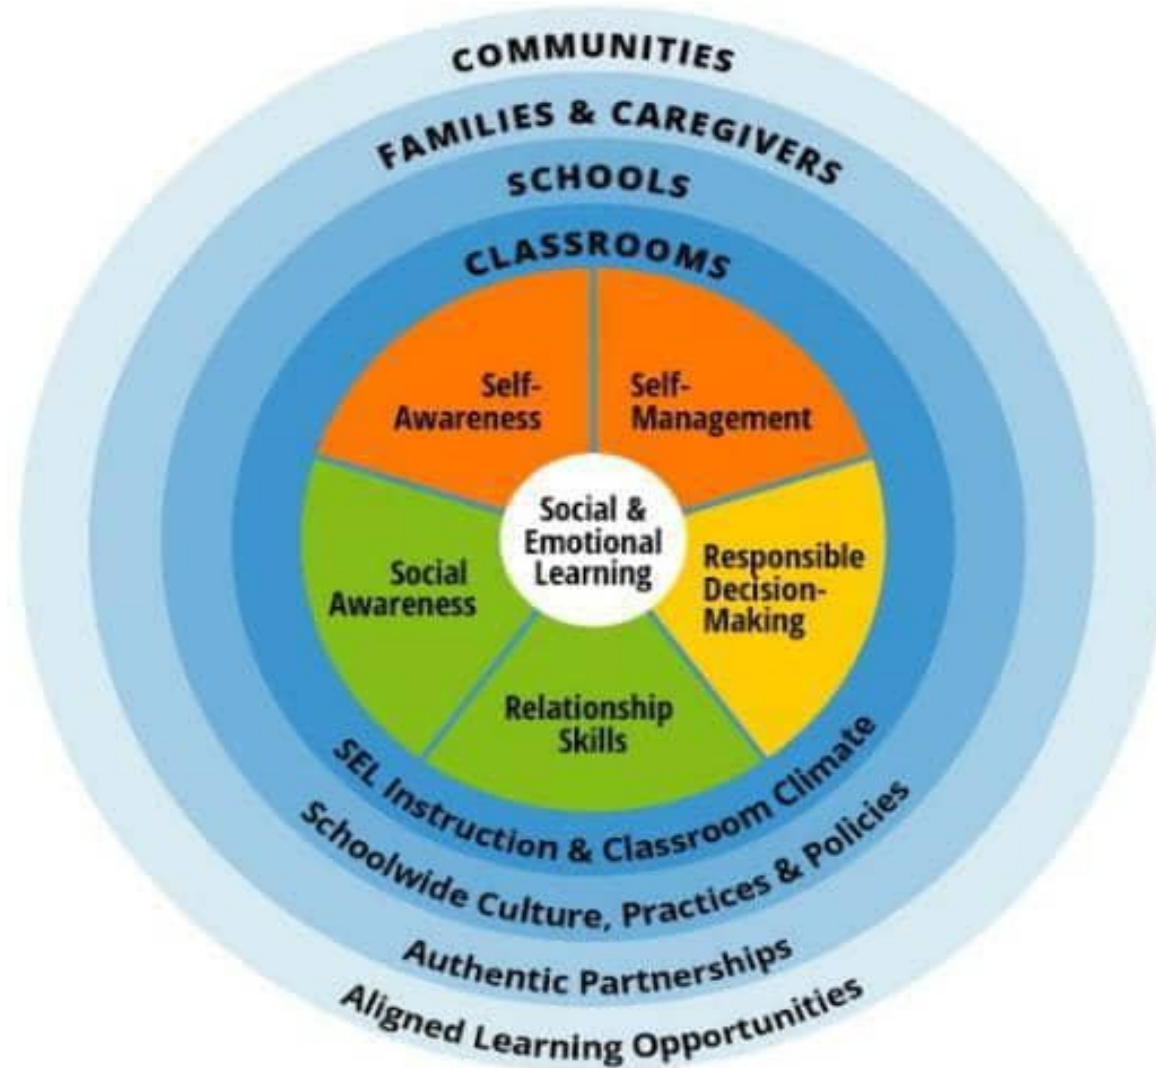 COMMUNITIES
FAMILIES & CAREGIVERS
SCHOOLS
CLASSROOMS
Self-
Awareness
Self-
Management
Social &
Emotional
Learning
Social
Awareness
Responsible
Decision-
Making
Relationship
Skills
SEL Instruction & Classroom Climate
Schoolwide Culture, Practices & Policies
Authentic Partnerships
Aligned Learning Opportunities